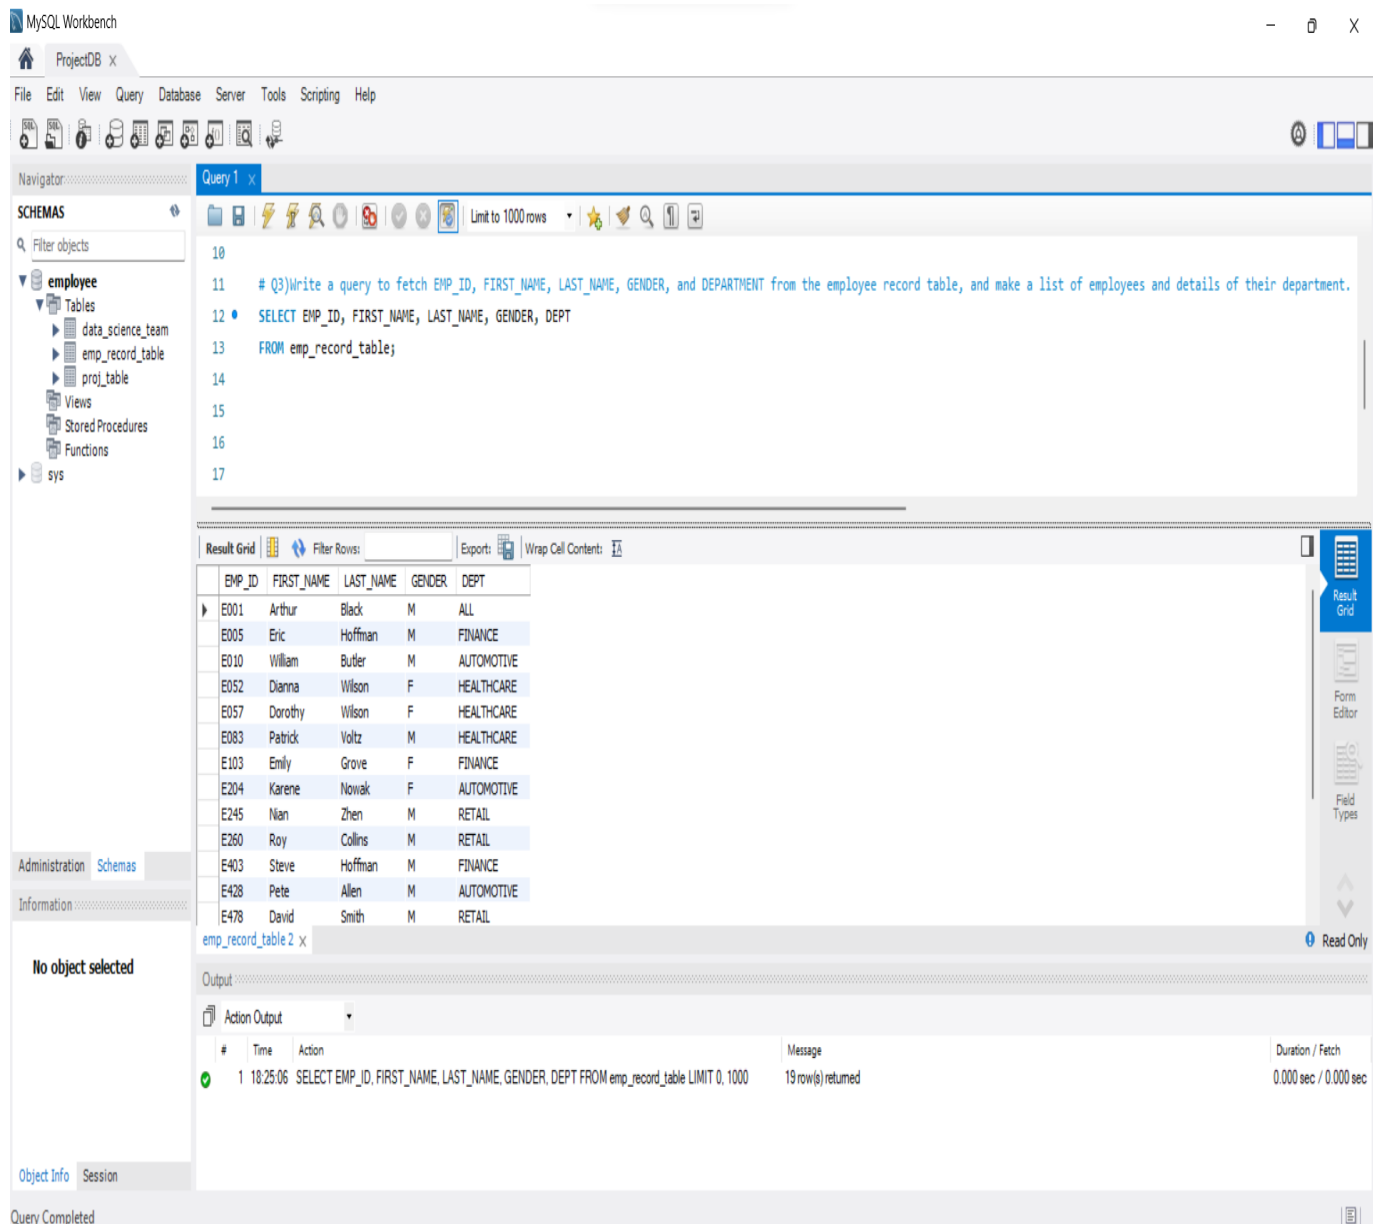 MySQL Workbench
ProjectDB
File Edit View Query Database Server Tools Scripting Help
Navigator
SCHEMAS
Filter objects
employee
Tables
data_science_team
emp_record_table
proj_table
Views
Stored Procedures
Functions
sys
Administration Schemas
Information
No object selected
Object Info Session
Query Completed
Query 1
Limit to 1000 rows
10
11 # Q3)Write a query to fetch EMP_ID, FIRST_NAME, LAST_NAME, GENDER, and DEPARTMENT from the employee record table, and make a list of employees and details of their department.
12 SELECT EMP_ID, FIRST_NAME, LAST_NAME, GENDER, DEPT
13 FROM emp_record_table;
14
15
16
17
Result Grid Filter Rows: Export: Wrap Cell Content:
EMP_ID FIRST_NAME LAST_NAME GENDER DEPT
E001 Arthur Black M ALL
E005 Eric Hoffman M FINANCE
E010 William Butler M AUTOMOTIVE
E052 Dianna Wilson F HEALTHCARE
E057 Dorothy Wilson F HEALTHCARE
E083 Patrick Voltz M HEALTHCARE
E103 Emily Grove F FINANCE
E204 Karene Nowak F AUTOMOTIVE
E245 Nian Zhen M RETAIL
E260 Roy Collins M RETAIL
E403 Steve Hoffman M FINANCE
E428 Pete Allen M AUTOMOTIVE
E478 David Smith M RETAIL
Result
Grid
Form
Editor
Field
Types
emp_record_table 2
Read Only
Output
Action Output
# Time Action Message Duration / Fetch
1 18:25:06 SELECT EMP_ID, FIRST_NAME, LAST_NAME, GENDER, DEPT FROM emp_record_table LIMIT 0, 1000 19 row(s) returned 0.000 sec / 0.000 sec